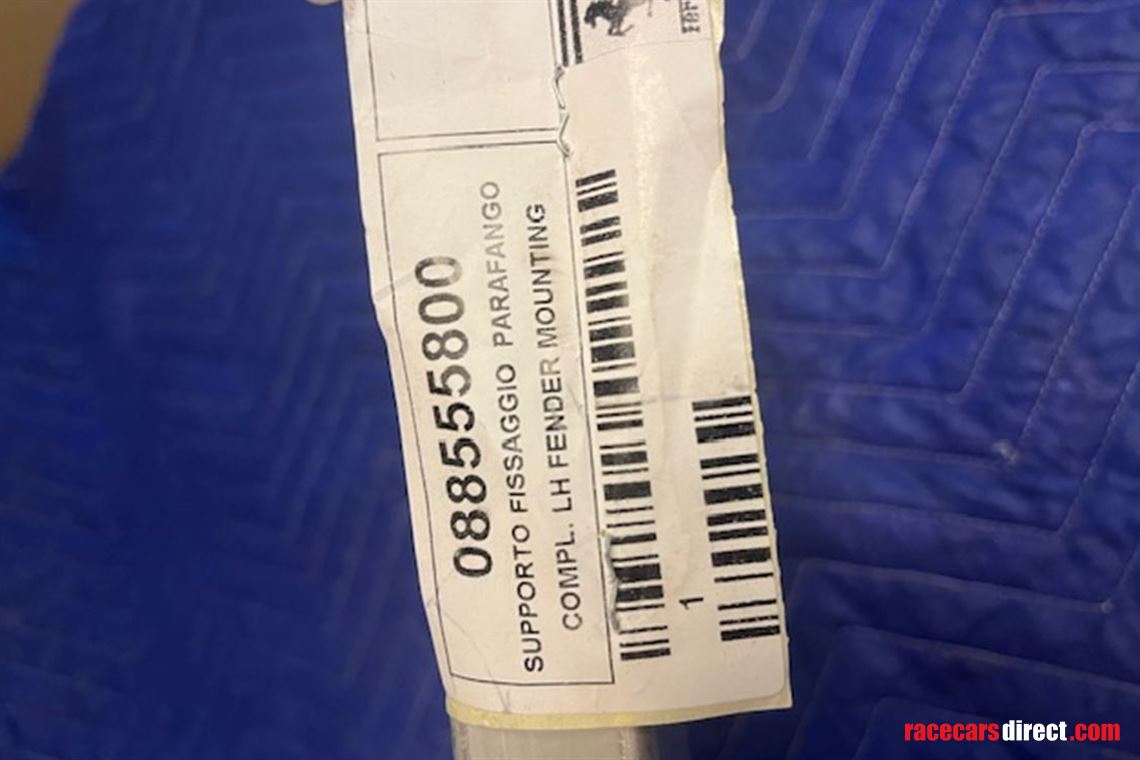 088555800
SUPPORTO FISSAGGIO PARAFANGO
COMPL. LH FENDER MOUNTING
1
racecarsdirect.com